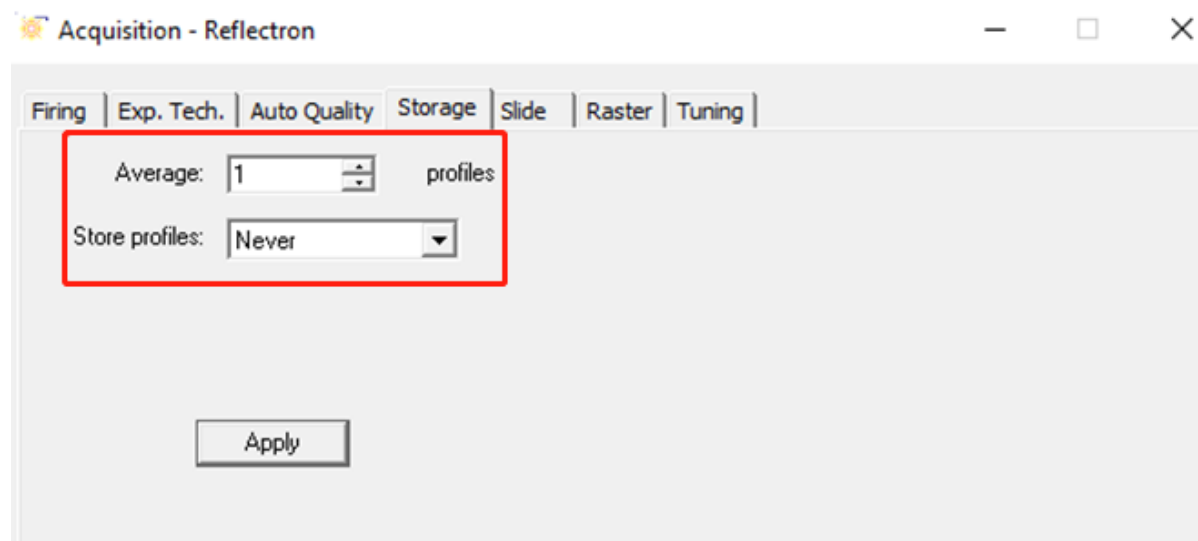 Acquisition - Reflectron
Firing Exp. Tech. Auto Quality Storage Slide Raster Tuning
Average: 1 profiles
Store profiles: Never
Apply